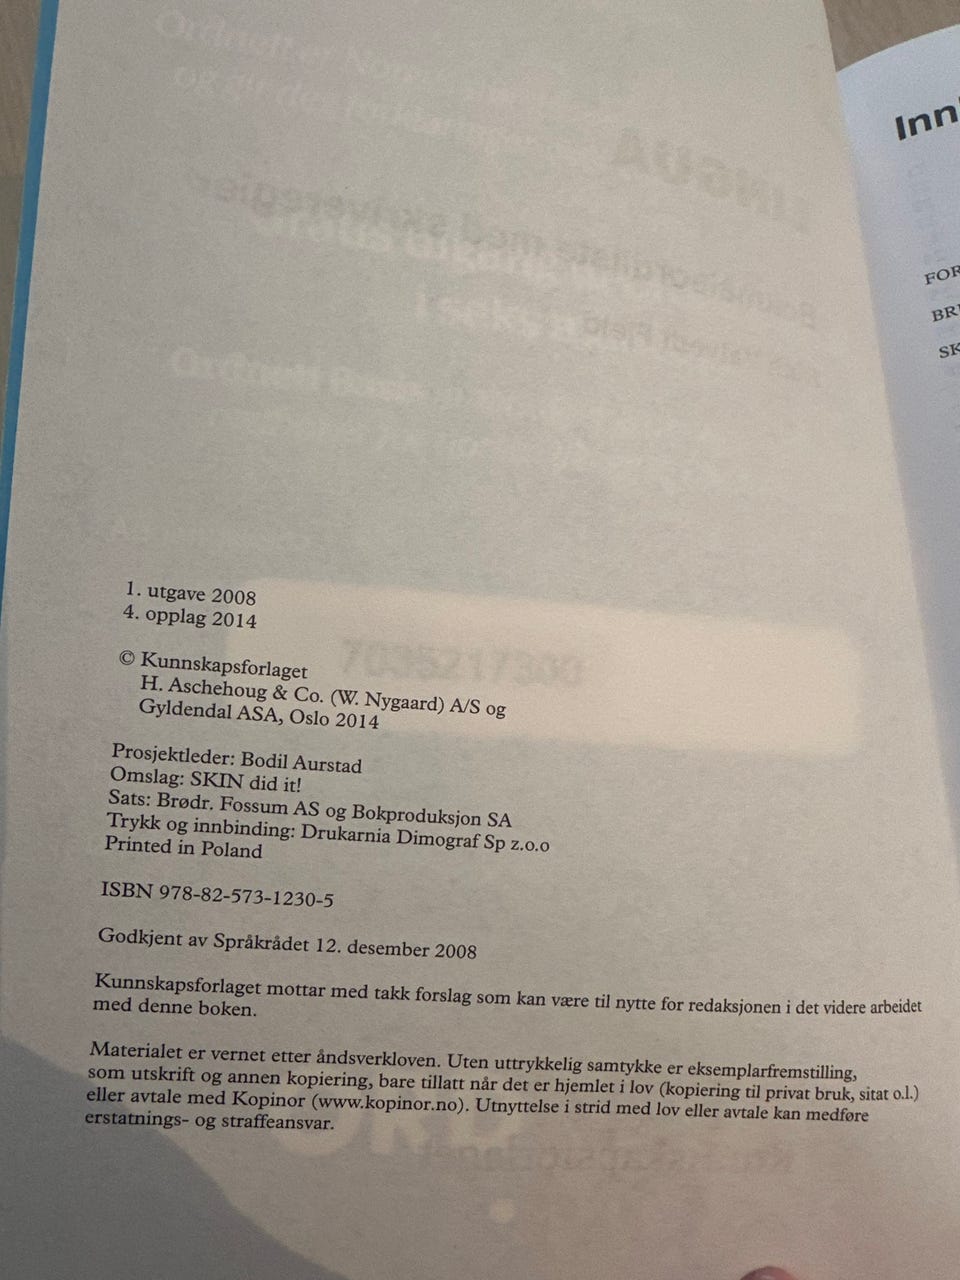 1. utgave 2008
4. opplag 2014
© Kunnskapsforlaget
H. Aschehoug & Co. (W. Nygaard) A/S og
Gyldendal ASA, Oslo 2014
Prosjektleder: Bodil Aurstad
Omslag: SKIN did it!
Sats: Brødr. Fossum AS og Bokproduksjon SA
Trykk og innbinding: Drukarnia Dimograf Sp z.o.o
Printed in Poland
ISBN 978-82-573-1230-5
Godkjent av Språkrådet 12. desember 2008
Kunnskapsforlaget mottar med takk forslag som kan være til nytte for redaksjonen i det videre arbeidet
med denne boken.
Materialet er vernet etter åndsverkloven. Uten uttrykkelig samtykke er eksemplarfremstilling,
som utskrift og annen kopiering, bare tillatt når det er hjemlet i lov (kopiering til privat bruk, sitat o.l.)
eller avtale med Kopinor (www.kopinor.no). Utnyttelse i strid med lov eller avtale kan medføre
erstatnings- og straffeansvar.